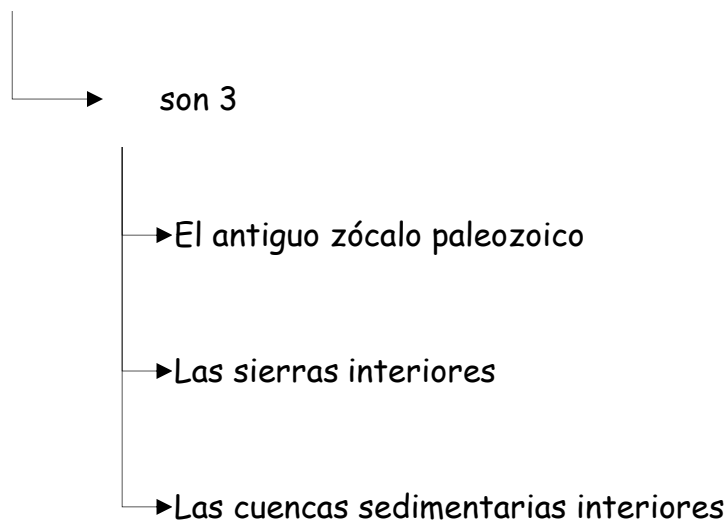 son 3
El antiguo zócalo paleozoico
Las sierras interiores
Las cuencas sedimentarias interiores